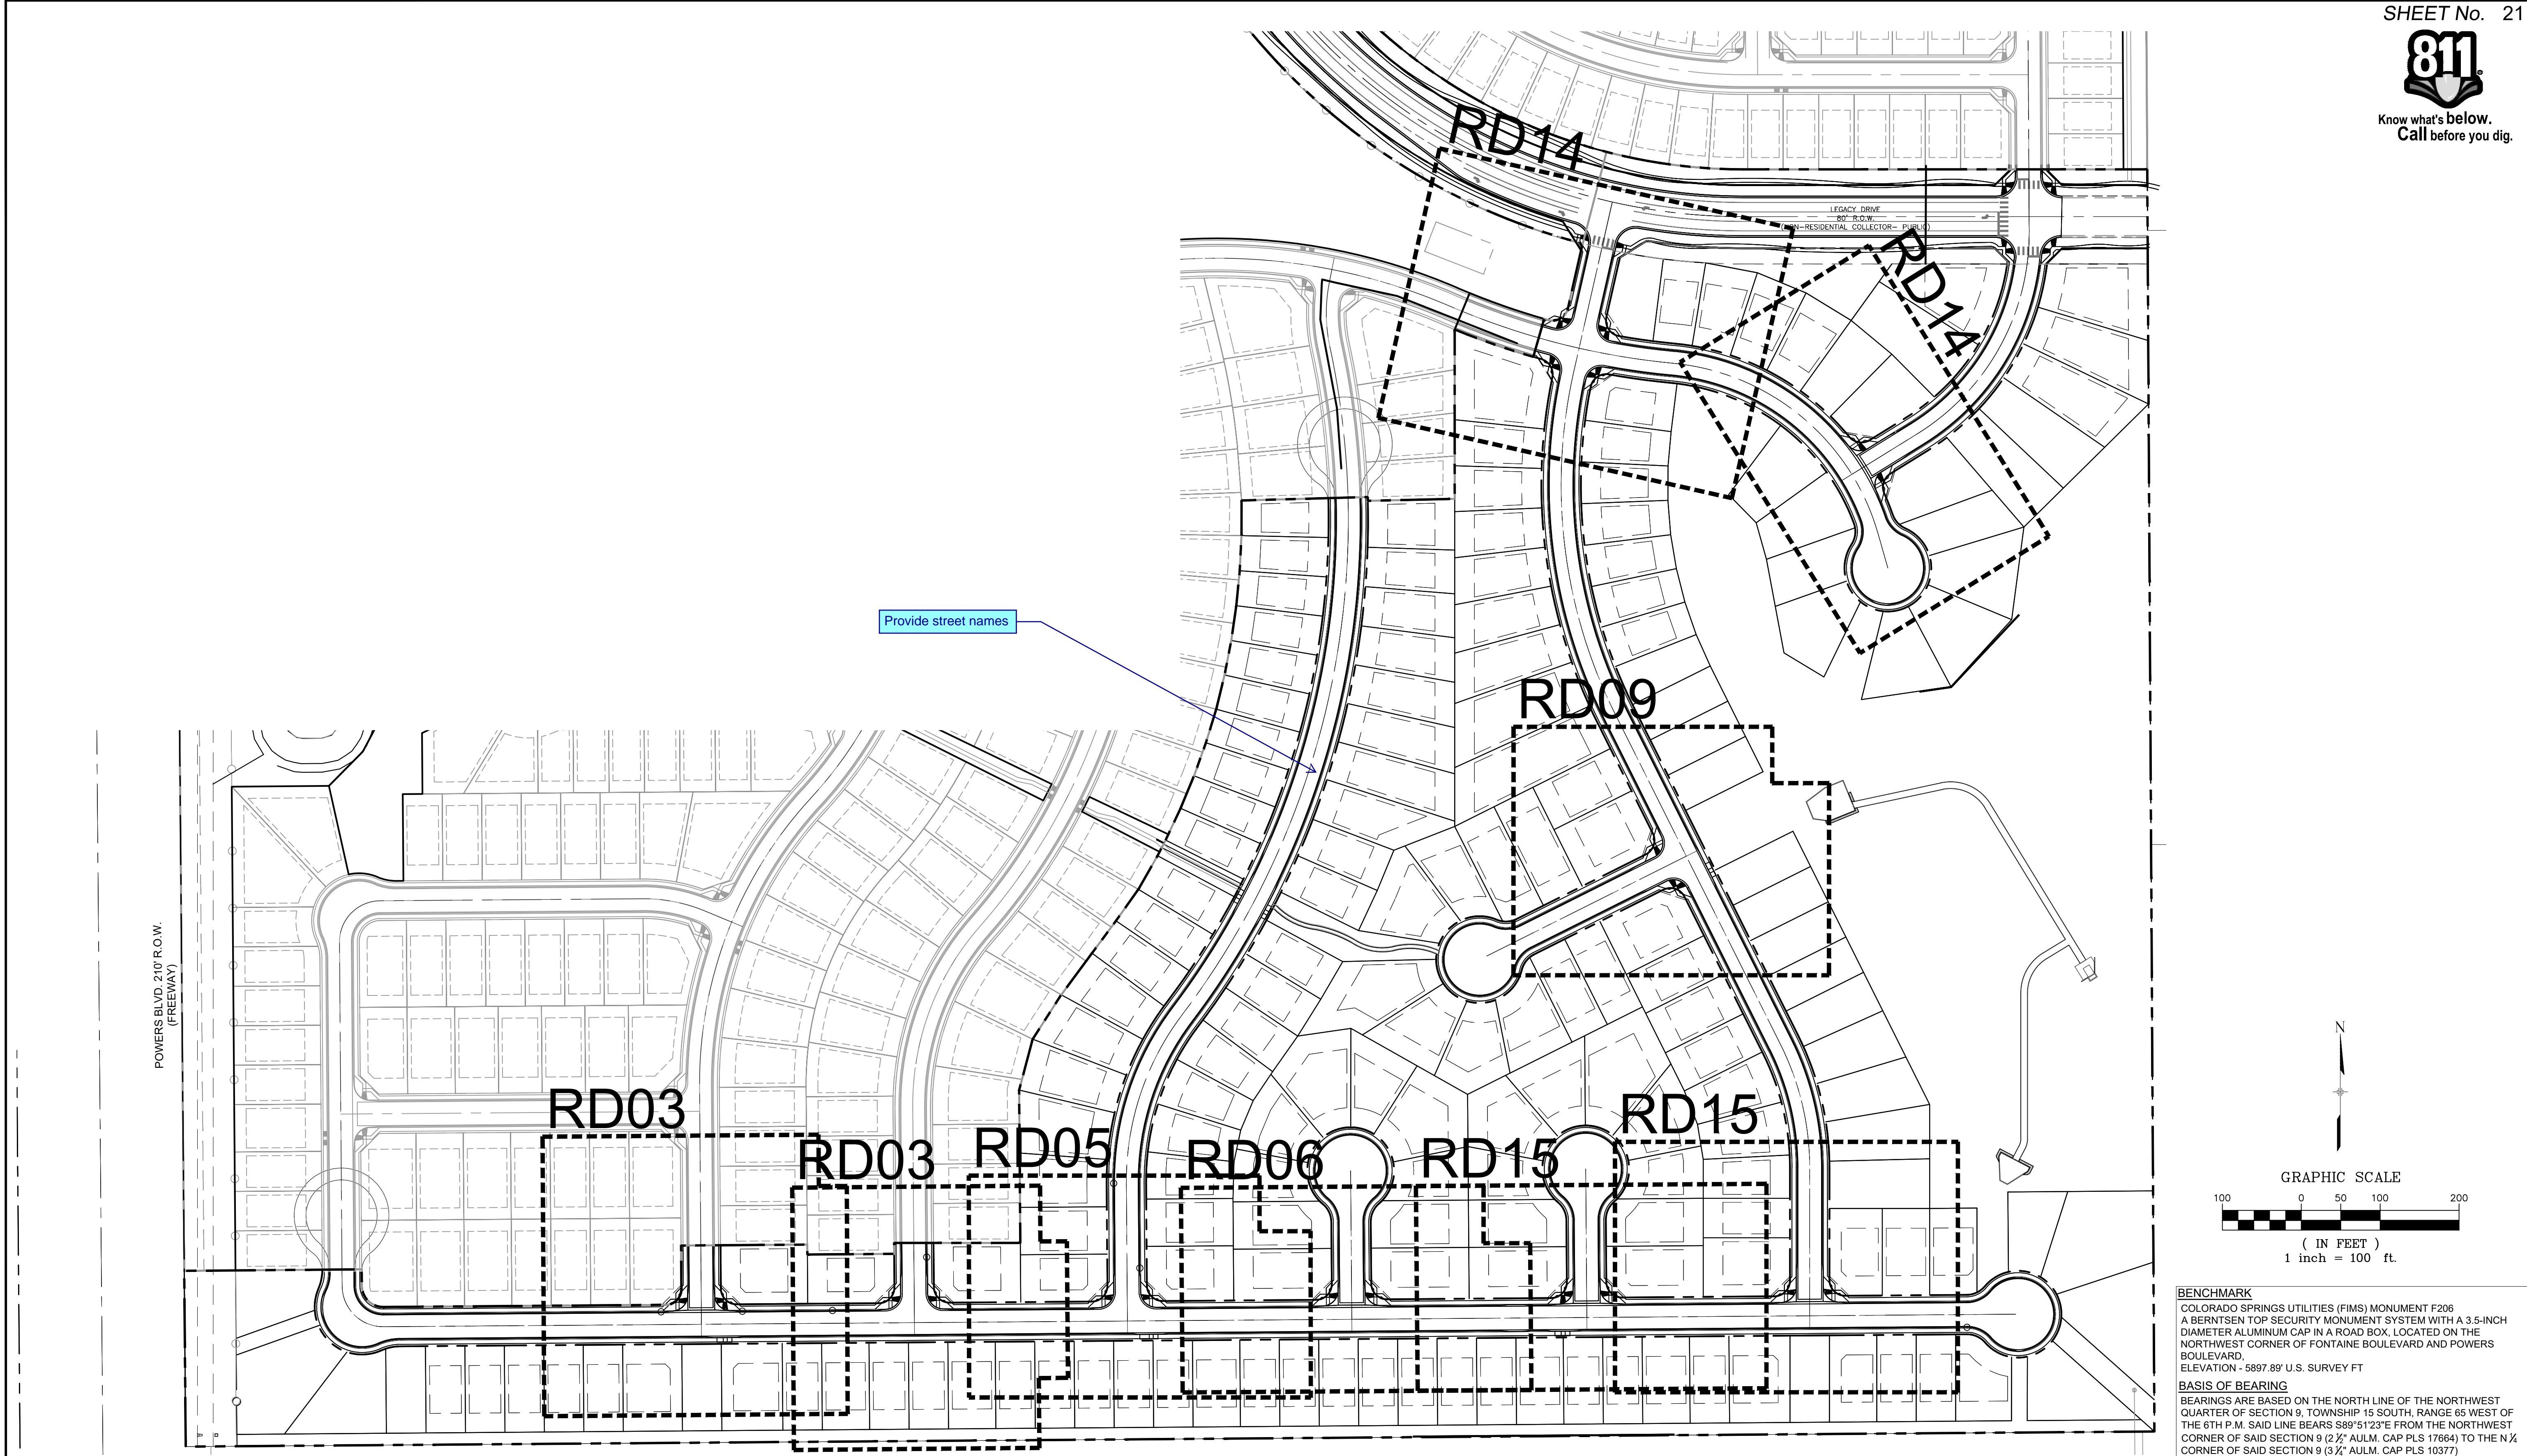 SHEET No. 21
811
Know what's below.
Call before you dig.
RD14
LEGACY DRIVE
80' R.O.W.
(NON-RESIDENTIAL COLLECTOR- PUBLIC)
RD14
Provide street names
RD09
POWERS BLVD. 210' R.O.W.
(FREEWAY)
RD03
RD03
RD05
RD06
RD15
RD15
N
GRAPHIC SCALE
100 0 50 100 200
( IN FEET )
1 inch = 100 ft.
BENCHMARK
COLORADO SPRINGS UTILITIES (FIMS) MONUMENT F206
A BERNTSEN TOP SECURITY MONUMENT SYSTEM WITH A 3.5-INCH
DIAMETER ALUMINUM CAP IN A ROAD BOX, LOCATED ON THE
NORTHWEST CORNER OF FONTAINE BOULEVARD AND POWERS
BOULEVARD,
ELEVATION - 5897.89' U.S. SURVEY FT
BASIS OF BEARING
BEARINGS ARE BASED ON THE NORTH LINE OF THE NORTHWEST
QUARTER OF SECTION 9, TOWNSHIP 15 SOUTH, RANGE 65 WEST OF
THE 6TH P.M. SAID LINE BEARS S89°51'23"E FROM THE NORTHWEST
CORNER OF SAID SECTION 9 (2 ½" AULM. CAP PLS 17664) TO THE N ¼
CORNER OF SAID SECTION 9 (3 ¼" AULM. CAP PLS 10377)